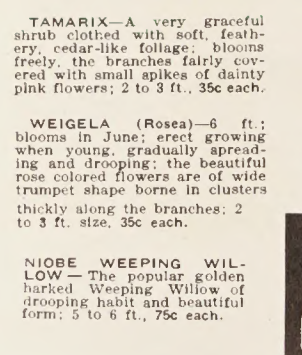 TAMARIX—A very graceful
shrub clothed with soft, feath-
ery, cedar-like foliage; blooms
freely, the branches fairly cov-
ered with small spikes of dainty
pink flowers; 2 to 3 ft., 35c each.
WEIGELA (Rosea)—6 ft.;
blooms in June; erect growing
when young, gradually spread-
ing and drooping; the beautiful
rose colored flowers are of wide
trumpet shape borne in clusters
thickly along the branches; 2
to 3 ft. size, 35c each.
NIOBE WEEPING WIL-
LOW — The popular golden
barked Weeping Willow of
drooping habit and beautiful
form; 5 to 6 ft., 75c each.